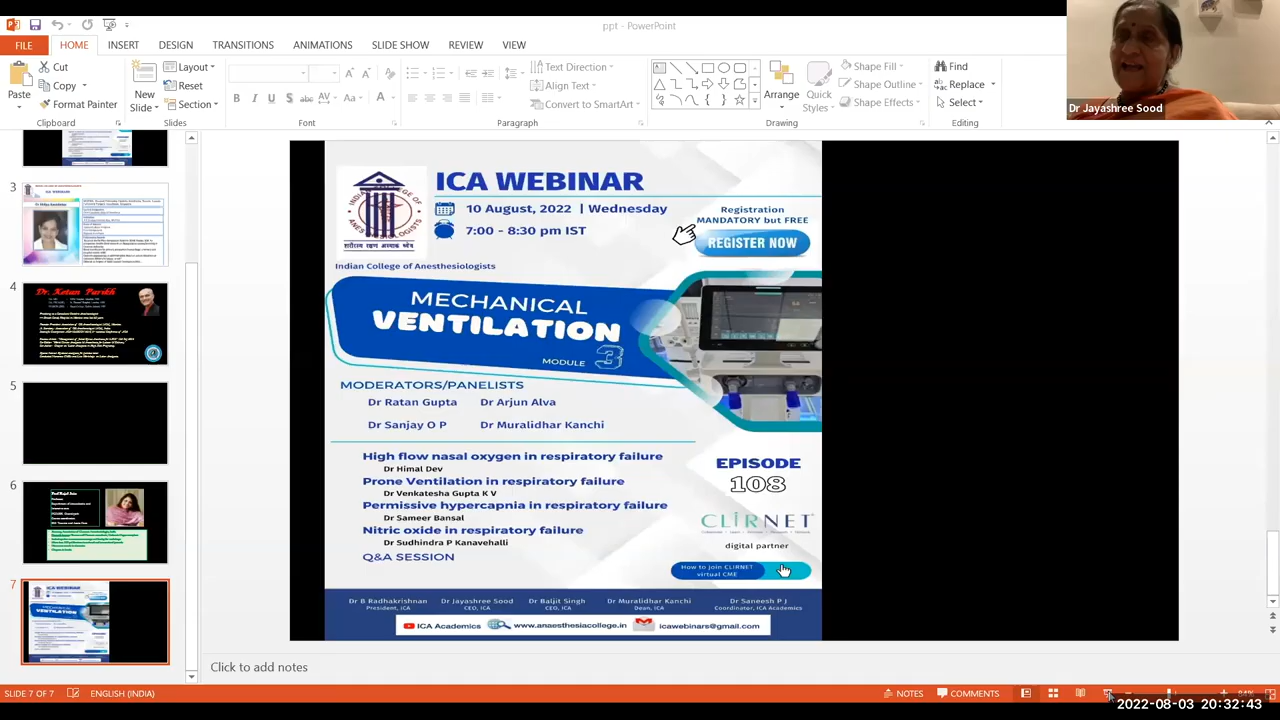 ppt - PowerPoint
FILE
HOME
INSERT
DESIGN
TRANSITIONS
ANIMATIONS
SLIDE SHOW
REVIEW
VIEW
Paste
Cut
Copy
Format Painter
Clipboard
New
Slide
Layout
Reset
Section
Slides
Font
Text Direction
Align Text
Convert to SmartArt
Paragraph
Arrange
Quick
Styles
Shape Fill
Shape Outline
Shape Effects
Drawing
Find
Replace
Select
Editing
Dr Jayashree Sood
3
4
Dr. Ketan Parikh
5
6
7
ICA WEBINAR
10 August 2022 | Wednesday
7:00 - 8:30 pm IST
Registration
MANDATORY but FREE
REGISTER NOW
Indian College of Anesthesiologists
MECHANICAL
VENTILATION
MODULE 3
MODERATORS/PANELISTS
Dr Ratan Gupta Dr Arjun Alva
Dr Sanjay O P Dr Muralidhar Kanchi
High flow nasal oxygen in respiratory failure
Dr Himal Dev
Prone Ventilation in respiratory failure
Dr Venkatesha Gupta K V
Permissive hypercapnia in respiratory failure
Dr Sameer Bansal
Nitric oxide in respiratory failure
Dr Sudhindra P Kanavehalli
Q&A SESSION
EPISODE
108
CLIRNET
digital partner
How to join CLIRNET
virtual CME
Dr B Radhakrishnan
President, ICA
Dr Jayashree Sood
CEO, ICA
Dr Baljit Singh
CEO, ICA
Dr Muralidhar Kanchi
Dean, ICA
Dr Saneesh P J
Coordinator, ICA Academics
ICA Academics
www.anaesthesiacollege.in
icawebinars@gmail.com
Click to add notes
SLIDE 7 OF 7
ENGLISH (INDIA)
NOTES
COMMENTS
84%
2022-08-03 20:32:43